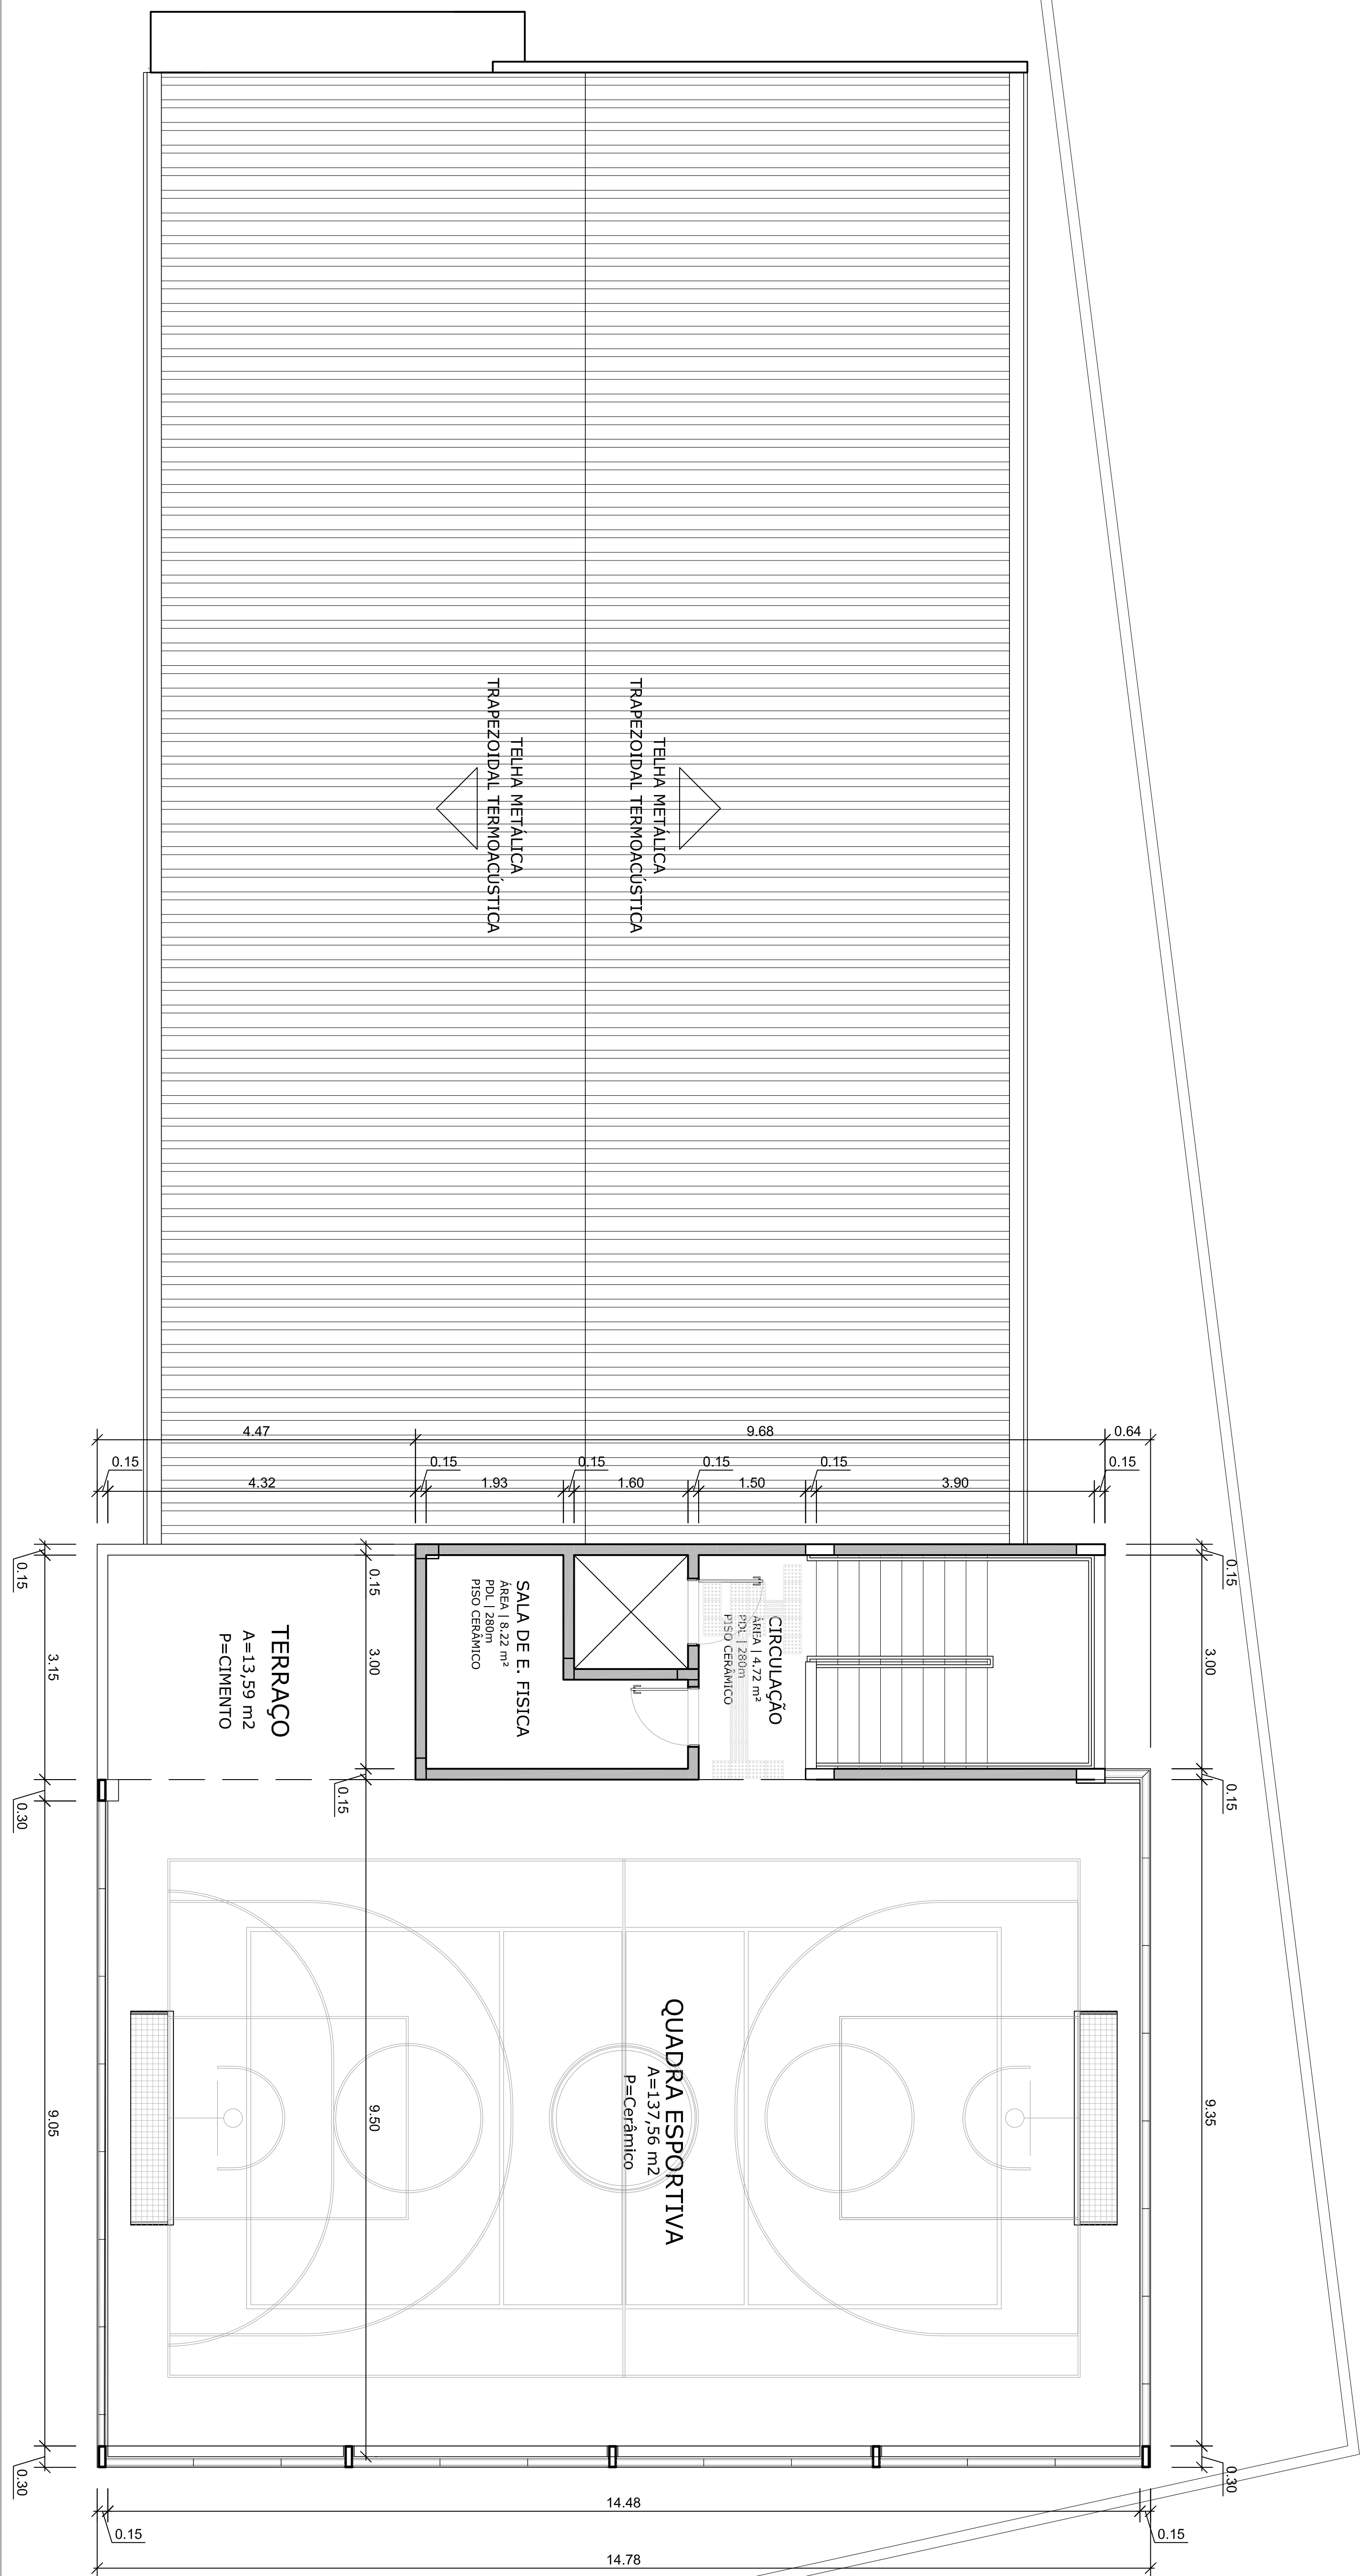 TELHA METÁLICA
TRAPEZOIDAL TERMOACÚSTICA
TELHA METÁLICA
TRAPEZOIDAL TERMOACÚSTICA
4.47
9.68
0.64
0.15
4.32
0.15
1.93
0.15
1.60
0.15
1.50
0.15
3.90
0.15
0.15
3.15
0.30
9.05
0.30
0.15
3.00
0.15
9.50
0.15
3.00
0.15
9.35
0.30
TERRAÇO
A=13,59 m2
P=CIMENTO
SALA DE E. FISICA
ÁREA | 8.22 m²
PDL | 280m
PISO CERÂMICO
CIRCULAÇÃO
ÁREA | 4.72 m²
PDL | 280m
PISO CERÂMICO
QUADRA ESPORTIVA
A=137,56 m2
P=Cerâmico
14.48
0.15
0.15
14.78